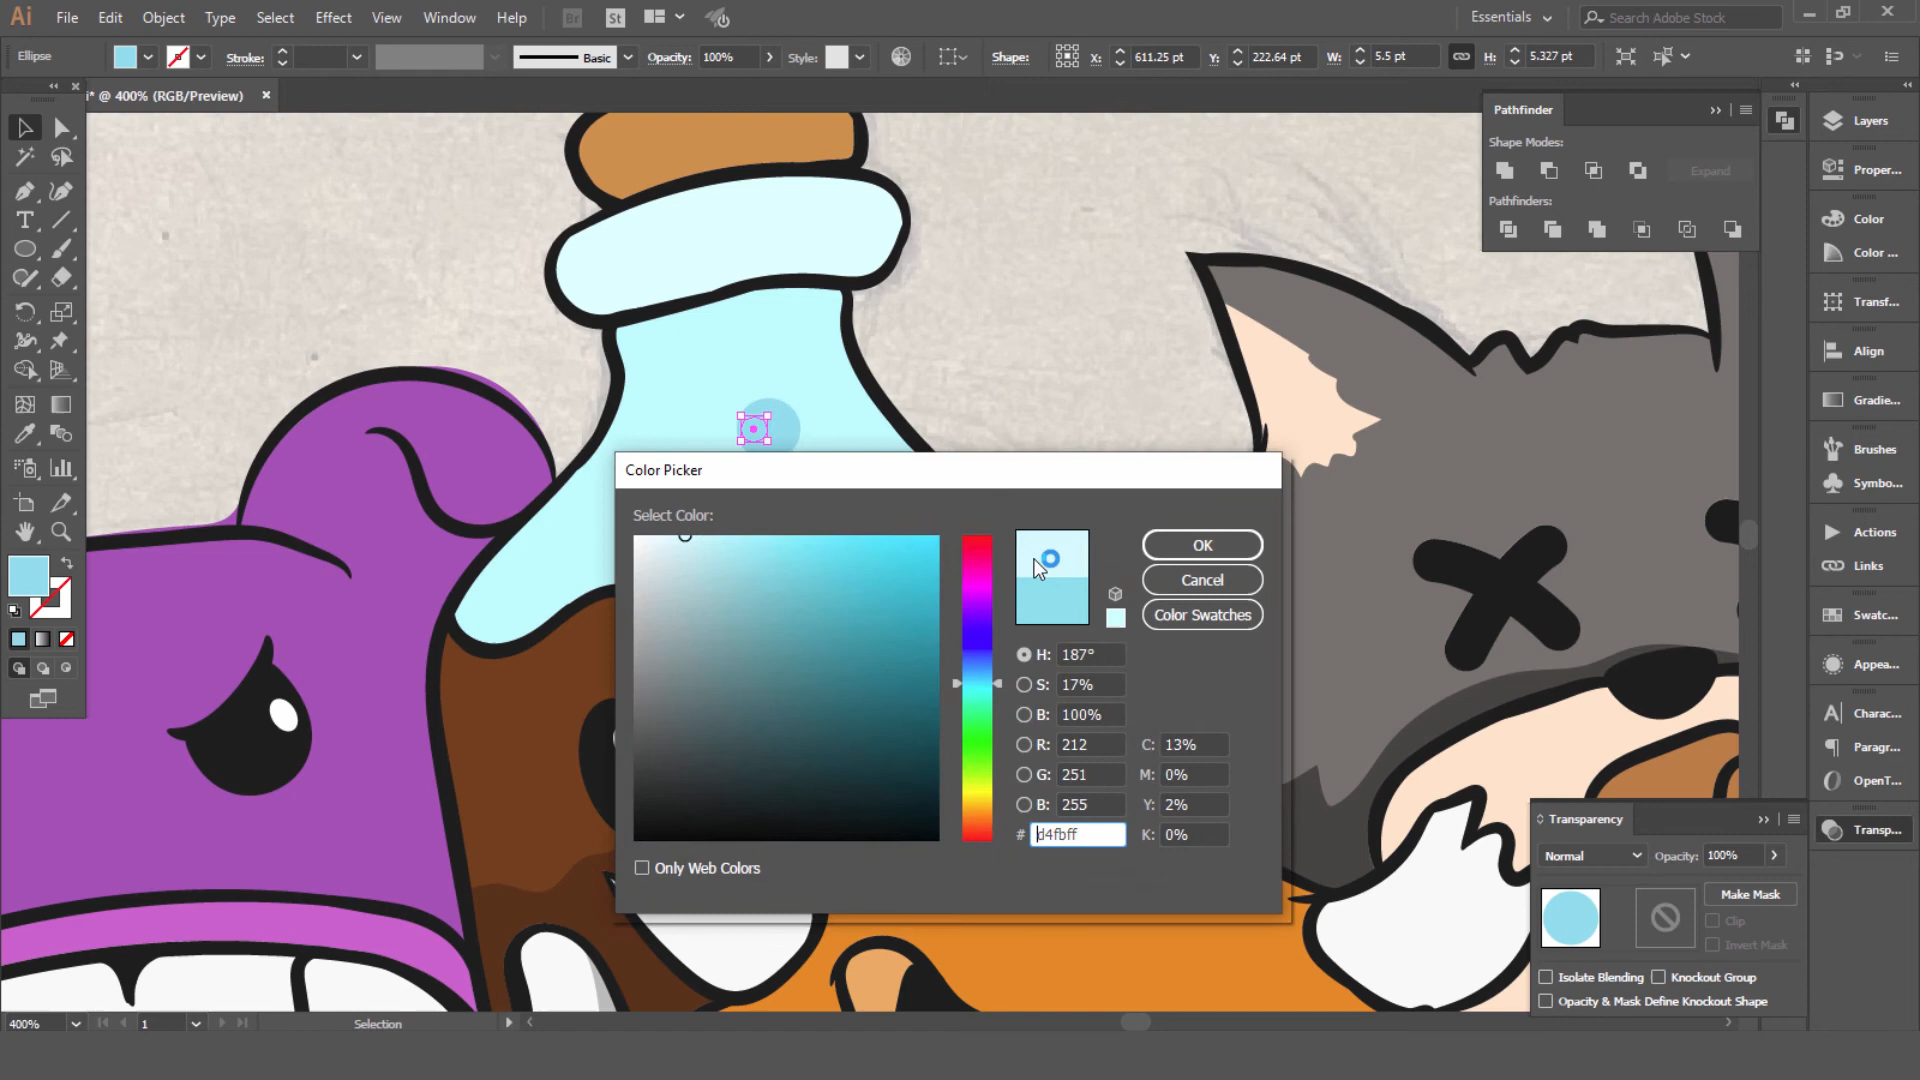 Ai File Edit Object Type Select Effect View Window Help Br St Essentials Search Adobe Stock
Ellipse Stroke: Basic Opacity: 100% Style: Shape: X: 611.25 pt Y: 222.64 pt W: 5.5 pt H: 5.327 pt
i* @ 400% (RGB/Preview)
Pathfinder
Shape Modes:
Expand
Pathfinders:
Layers
Proper...
Color
Color ...
Transf...
Align
Gradie...
Brushes
Symbo...
Actions
Links
Swatc...
Appea...
Charac...
Paragr...
OpenT...
Transp...
Color Picker
Select Color:
OK
Cancel
Color Swatches
H: 187°
S: 17%
B: 100%
R: 212 C: 13%
G: 251 M: 0%
B: 255 Y: 2%
# d4fbff K: 0%
Only Web Colors
Transparency
Normal Opacity: 100%
Make Mask
Clip
Invert Mask
Isolate Blending Knockout Group
Opacity & Mask Define Knockout Shape
400% 1 Selection